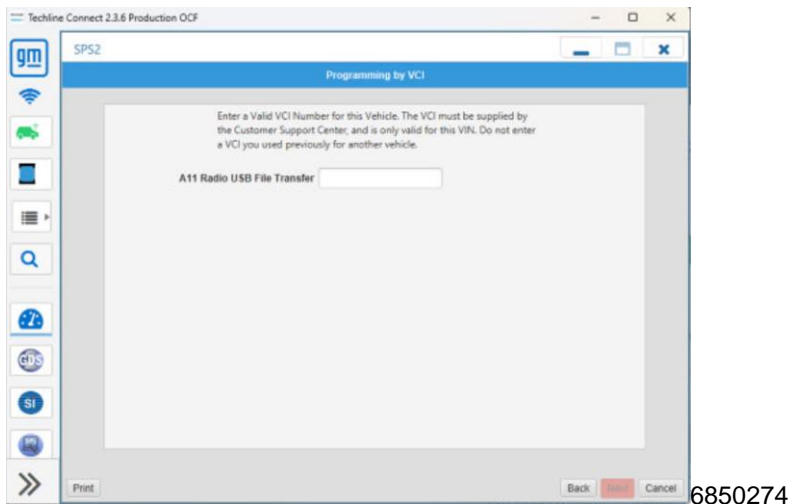 Techline Connect 2.3.6 Production OCF
gm
SPS2
Programming by VCI
Enter a Valid VCI Number for this Vehicle. The VCI must be supplied by
the Customer Support Center, and is only valid for this VIN. Do not enter
a VCI you used previously for another vehicle.
A11 Radio USB File Transfer
GDS
SI
Print
Back
Next
Cancel
6850274